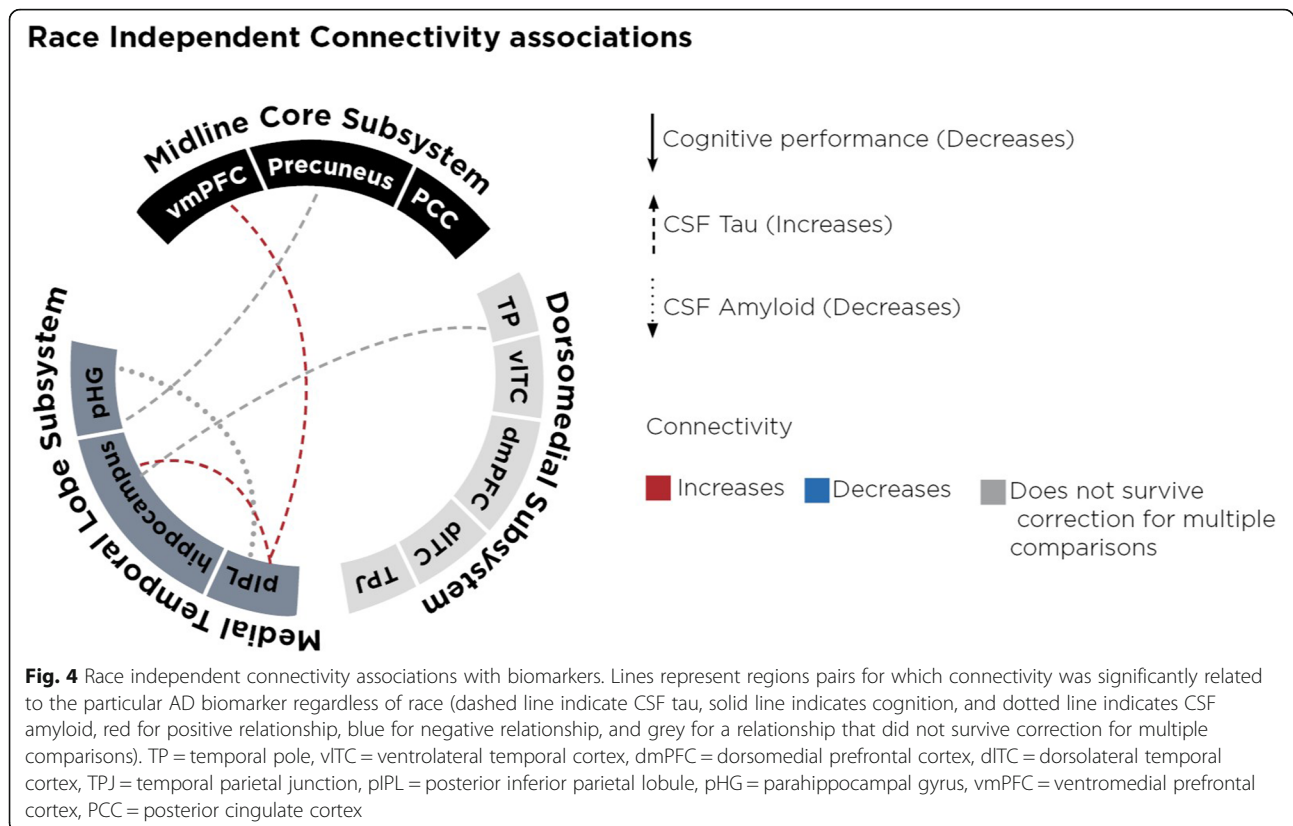 Race Independent Connectivity associations
Midline Core Subsystem
vmPFC
Precuneus
PCC
Dorsomedial Subsystem
TP
vlTC
dmPFC
dlTC
TPJ
Medial Temporal Lobe Subsystem
pHG
hippocampus
pIPL
Cognitive performance (Decreases)
CSF Tau (Increases)
CSF Amyloid (Decreases)
Connectivity
Increases
Decreases
Does not survive
correction for multiple
comparisons
Fig. 4 Race independent connectivity associations with biomarkers. Lines represent regions pairs for which connectivity was significantly related
to the particular AD biomarker regardless of race (dashed line indicate CSF tau, solid line indicates cognition, and dotted line indicates CSF
amyloid, red for positive relationship, blue for negative relationship, and grey for a relationship that did not survive correction for multiple
comparisons). TP = temporal pole, vlTC = ventrolateral temporal cortex, dmPFC = dorsomedial prefrontal cortex, dlTC = dorsolateral temporal
cortex, TPJ = temporal parietal junction, pIPL = posterior inferior parietal lobule, pHG = parahippocampal gyrus, vmPFC = ventromedial prefrontal
cortex, PCC = posterior cingulate cortex